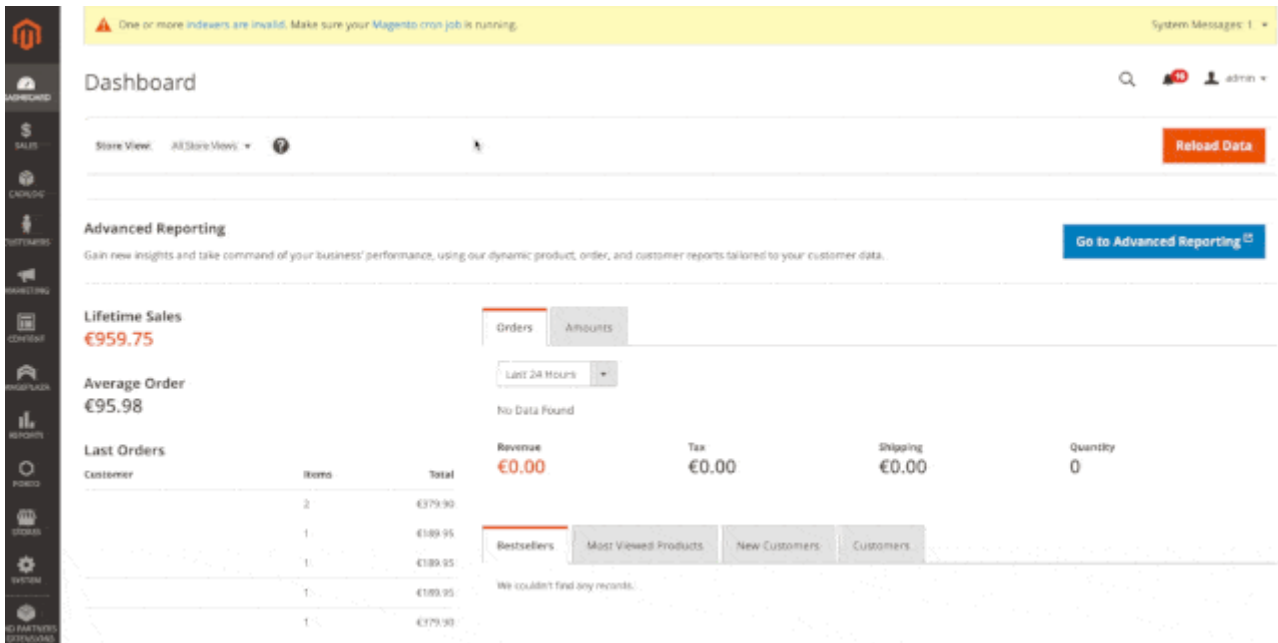 One or more indexers are invalid. Make sure your Magento cron job is running.
System Messages: 1
Dashboard
admin
Store View: All Store Views
Reload Data
Advanced Reporting
Gain new insights and take command of your business' performance, using our dynamic product, order, and customer reports tailored to your customer data.
Go to Advanced Reporting
Lifetime Sales
€959.75
Average Order
€95.98
Last Orders
Customer Items Total
2 €379.90
1 €189.95
1 €189.95
1 €189.95
1 €379.90
Orders Amounts
Last 24 Hours
No Data Found
Revenue Tax Shipping Quantity
€0.00 €0.00 €0.00 0
Bestsellers Most Viewed Products New Customers Customers
We couldn't find any records.
DASHBOARD
SALES
CATALOG
CUSTOMERS
MARKETING
CONTENT
MAGEPLAZA
REPORTS
PORTO
STORES
SYSTEM
PARTNERS
EXTENSIONS